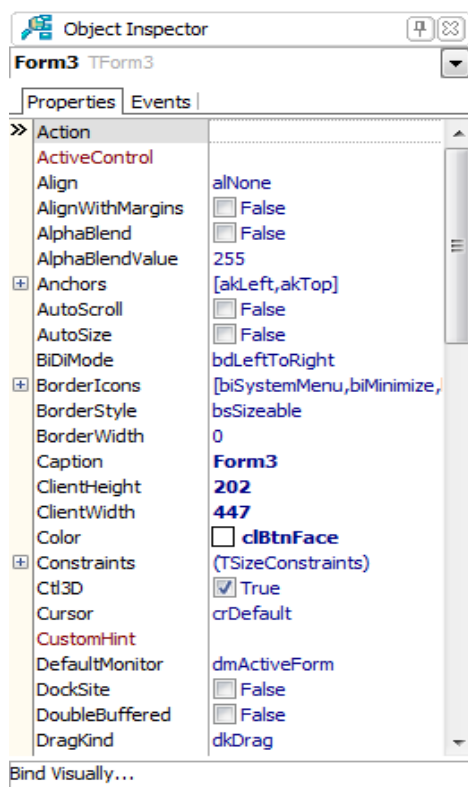 Object Inspector
Form3 TForm3
Properties Events
Action
ActiveControl
Align alNone
AlignWithMargins False
AlphaBlend False
AlphaBlendValue 255
Anchors [akLeft,akTop]
AutoScroll False
AutoSize False
BiDiMode bdLeftToRight
BorderIcons [biSystemMenu,biMinimize,
BorderStyle bsSizeable
BorderWidth 0
Caption Form3
ClientHeight 202
ClientWidth 447
Color clBtnFace
Constraints (TSizeConstraints)
Ctl3D True
Cursor crDefault
CustomHint
DefaultMonitor dmActiveForm
DockSite False
DoubleBuffered False
DragKind dkDrag
Bind Visually...